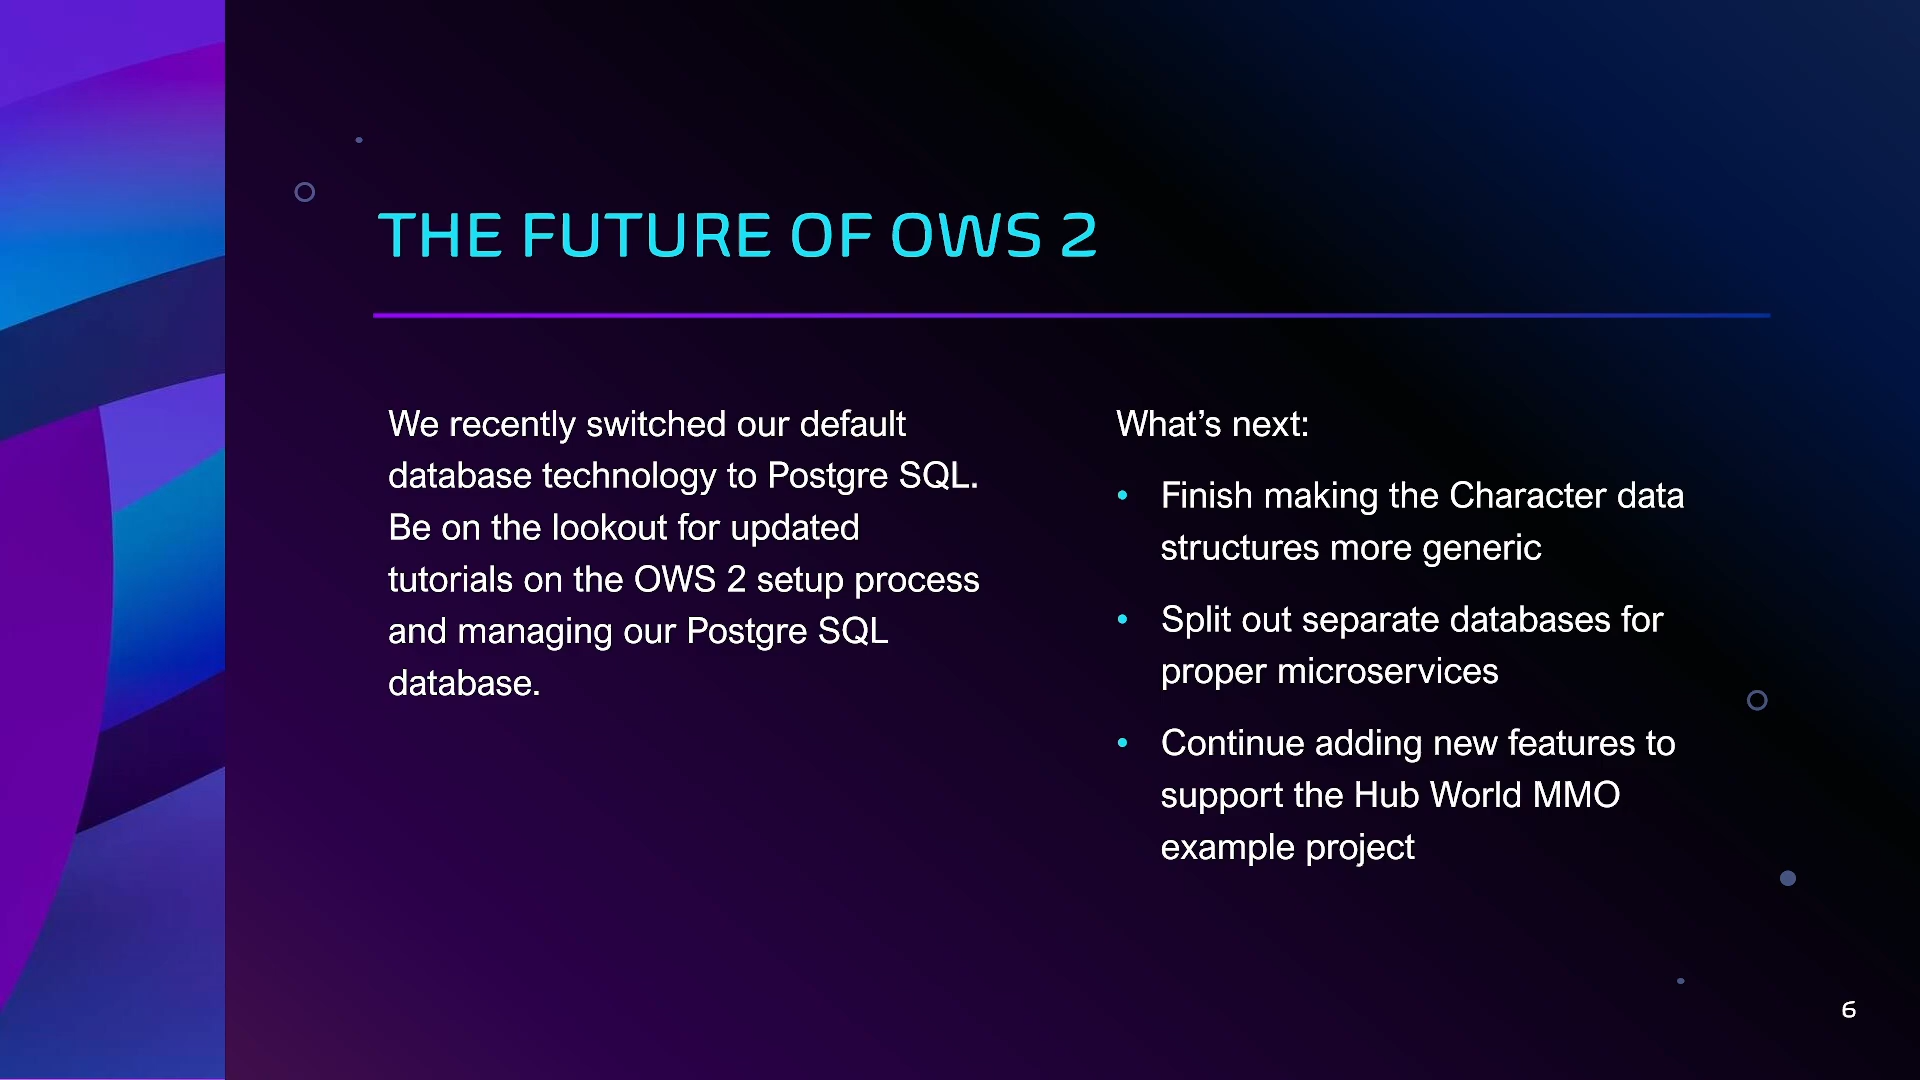 THE FUTURE OF OWS 2
We recently switched our default
database technology to Postgre SQL.
Be on the lookout for updated
tutorials on the OWS 2 setup process
and managing our Postgre SQL
database.
What’s next:
• Finish making the Character data
structures more generic
• Split out separate databases for
proper microservices
• Continue adding new features to
support the Hub World MMO
example project
6